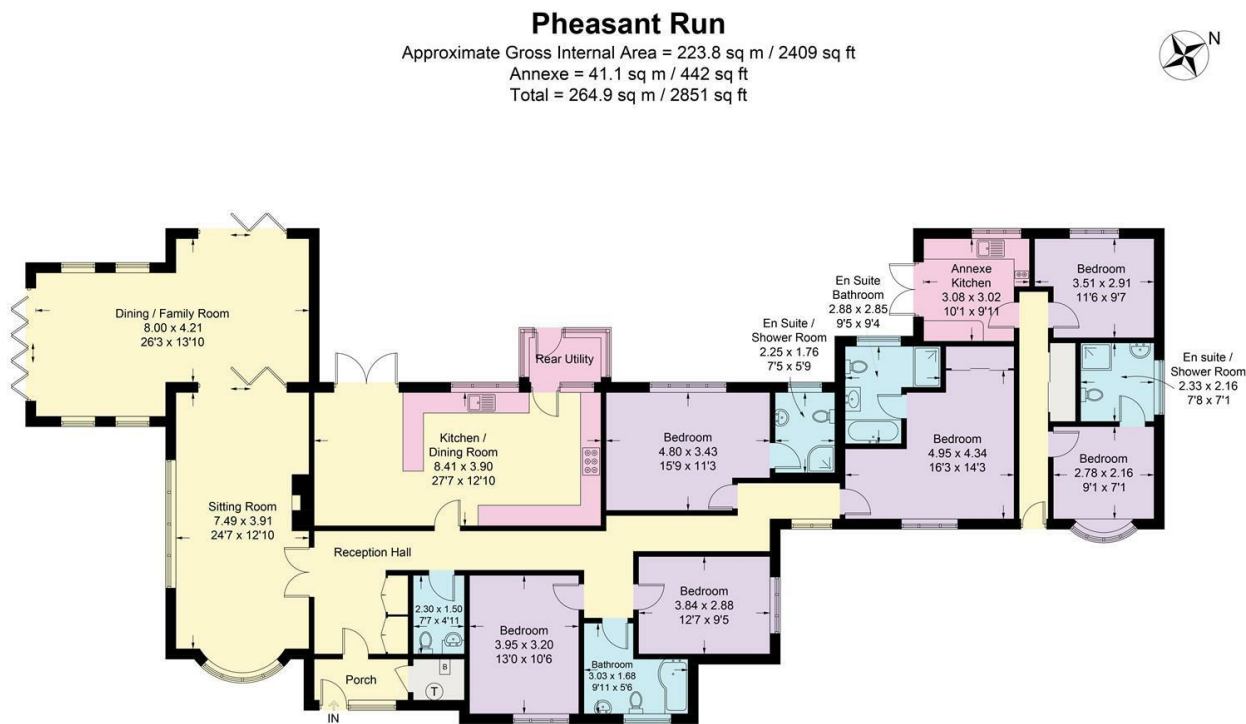 Pheasant Run
Approximate Gross Internal Area = 223.8 sq m / 2409 sq ft
Annexe = 41.1 sq m / 442 sq ft
Total = 264.9 sq m / 2851 sq ft
N
Dining / Family Room
8.00 x 4.21
26'3 x 13'10
Sitting Room
7.49 x 3.91
24'7 x 12'10
Kitchen /
Dining Room
8.41 x 3.90
27'7 x 12'10
Rear Utility
Bedroom
4.80 x 3.43
15'9 x 11'3
En Suite /
Shower Room
2.25 x 1.76
7'5 x 5'9
En Suite
Bathroom
2.88 x 2.85
9'5 x 9'4
Annexe
Kitchen
3.08 x 3.02
10'1 x 9'11
Bedroom
3.51 x 2.91
11'6 x 9'7
En suite /
Shower Room
2.33 x 2.16
7'8 x 7'1
Bedroom
4.95 x 4.34
16'3 x 14'3
Bedroom
2.78 x 2.16
9'1 x 7'1
Reception Hall
2.30 x 1.50
7'7 x 4'11
Bedroom
3.95 x 3.20
13'0 x 10'6
Bedroom
3.84 x 2.88
12'7 x 9'5
Bathroom
3.03 x 1.68
9'11 x 5'6
Porch
B
T
IN